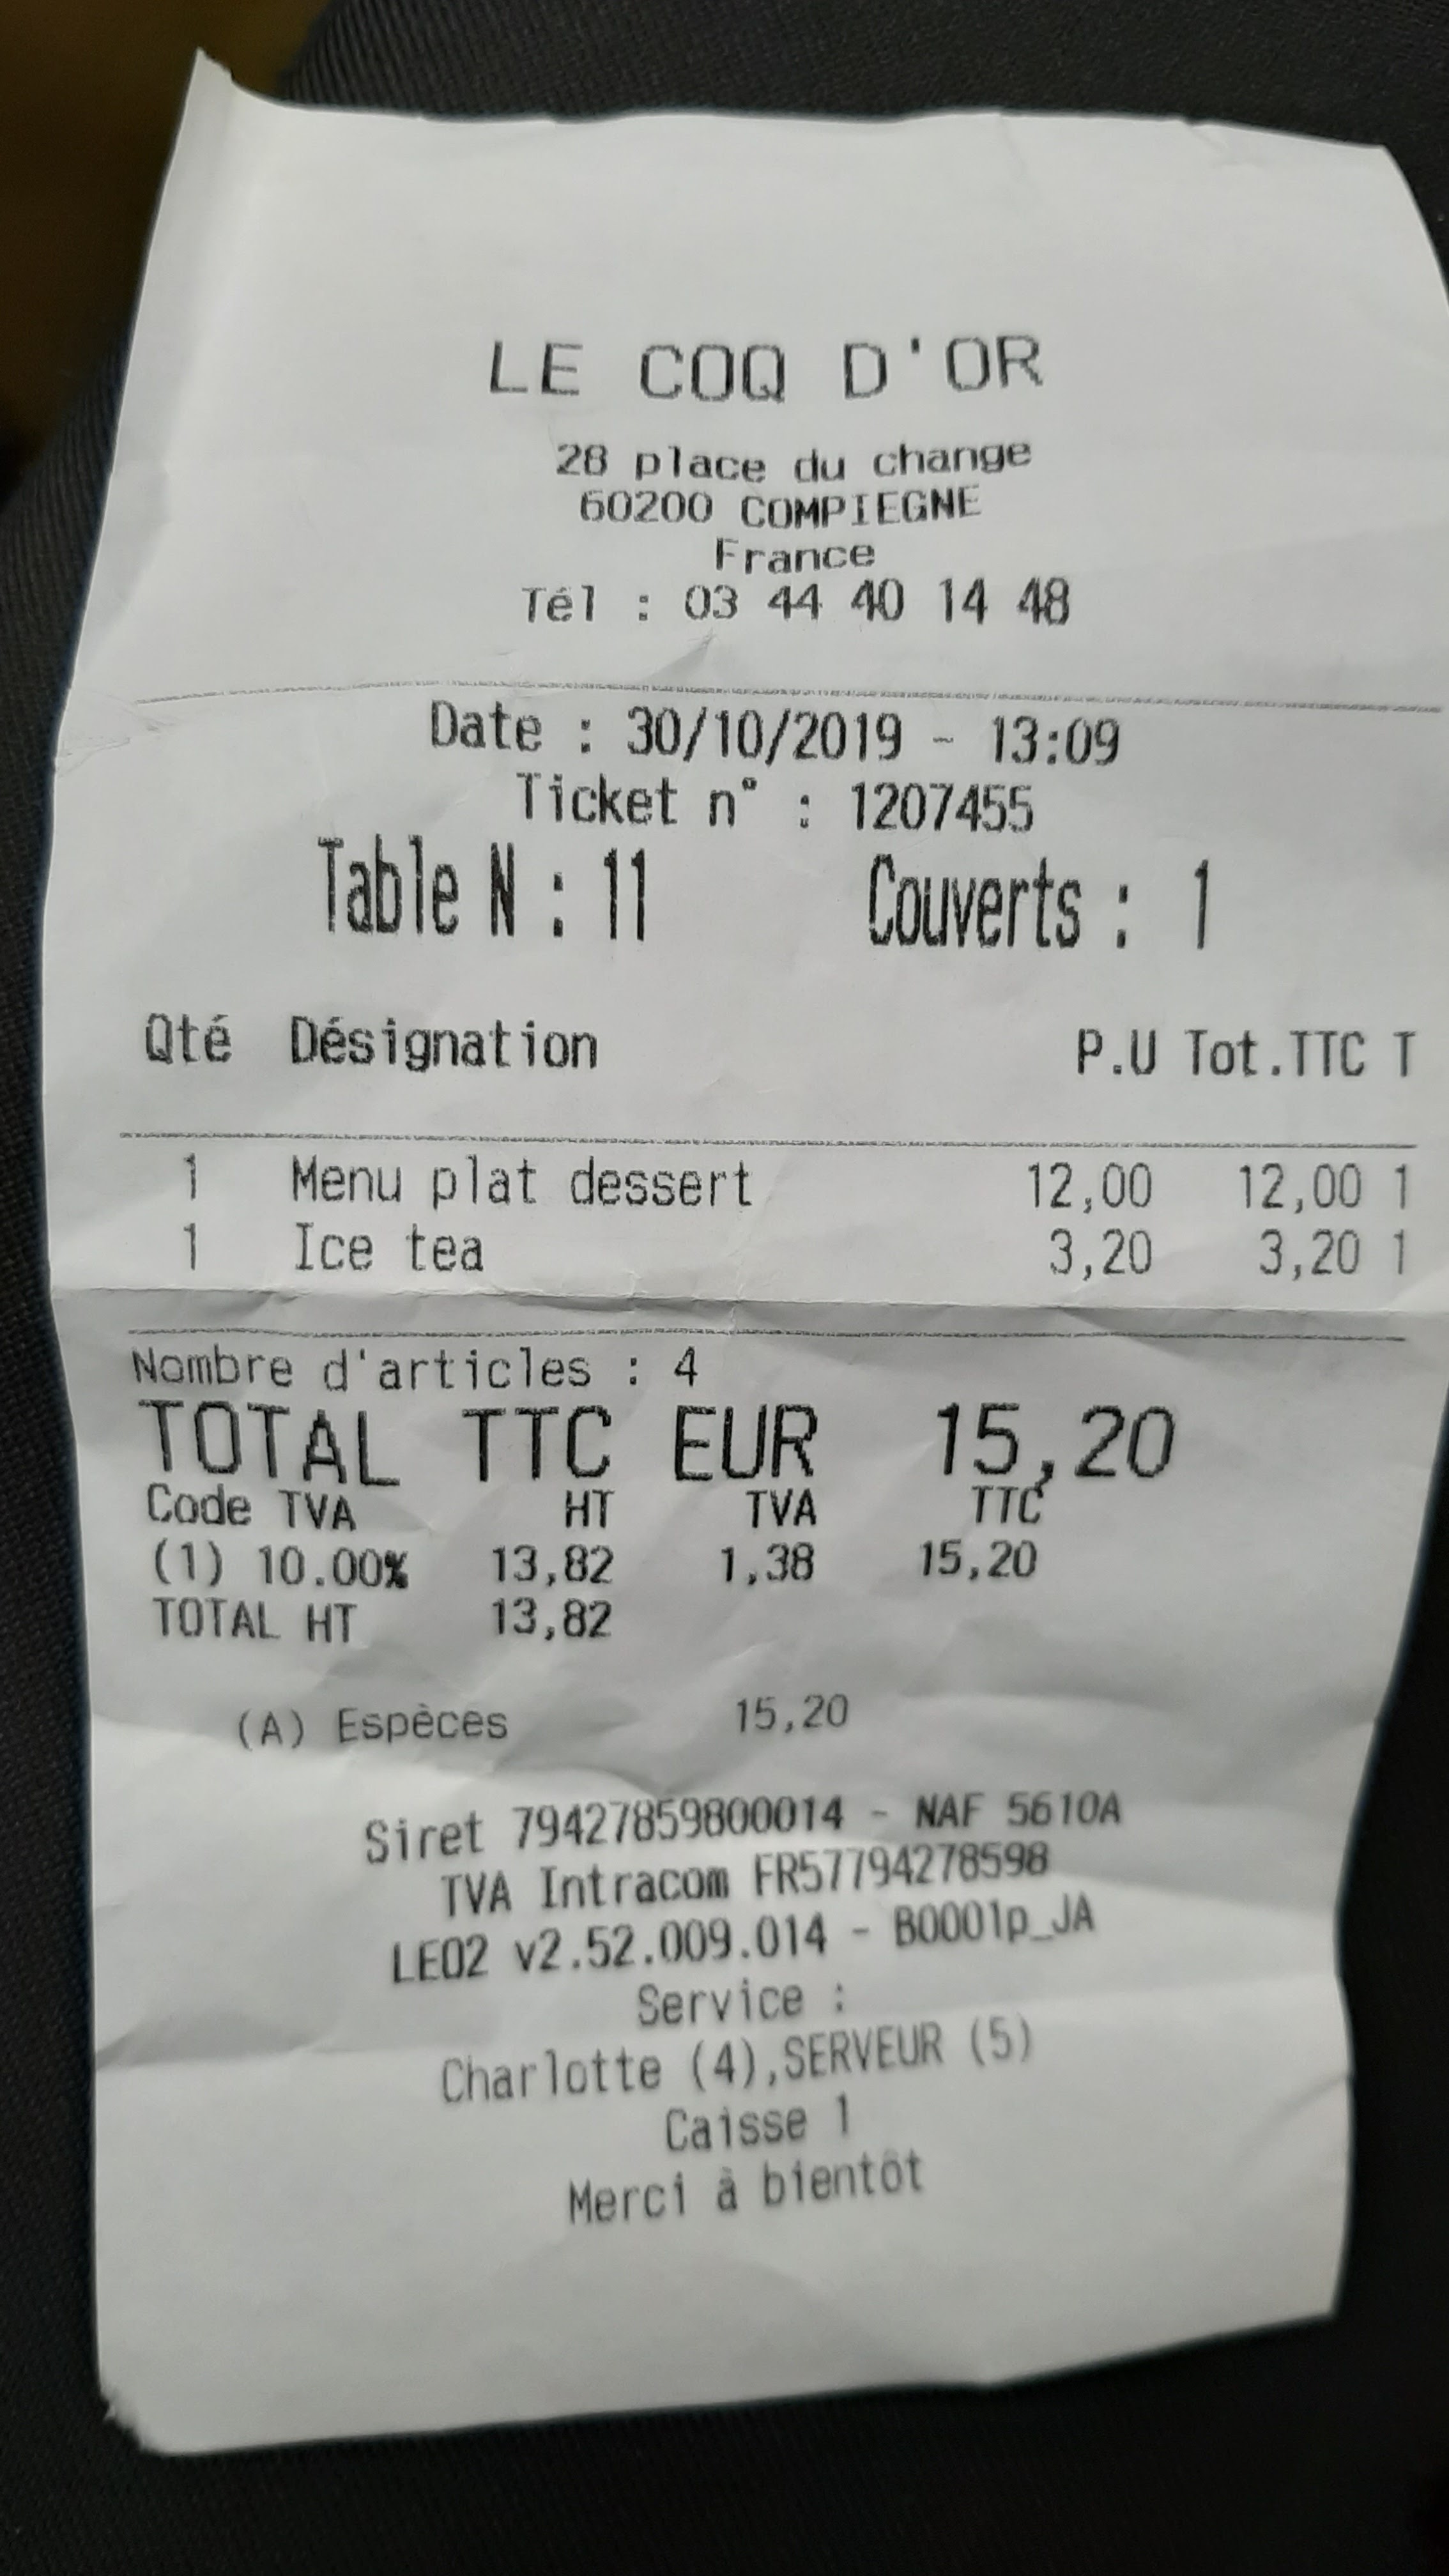 LE COQ D'OR
28 place du change
60200 COMPIEGNE
France
Tél : 03 44 40 14 48
Date : 30/10/2019 - 13:09
Ticket n° : 1207455
Table N : 11 Couverts : 1
Qté Désignation P.U Tot.TTC T
1 Menu plat dessert 12,00 12,00 1
1 Ice tea 3,20 3,20 1
Nombre d'articles : 4
TOTAL TTC EUR 15,20
Code TVA HT TVA TTC
(1) 10.00% 13,82 1,38 15,20
TOTAL HT 13,82
(A) Espèces 15,20
Siret 79427859800014 - NAF 5610A
TVA Intracom FR57794278598
LEO2 v2.52.009.014 - B0001p_JA
Service :
Charlotte (4),SERVEUR (5)
Caisse 1
Merci à bientôt